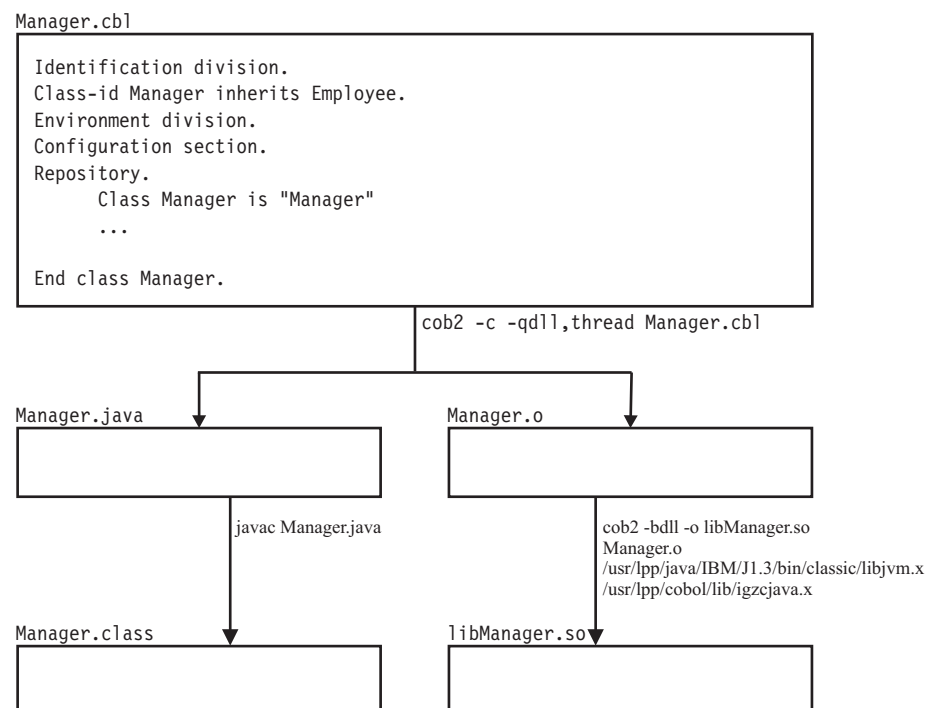 Manager.cbl
Identification division.
Class-id Manager inherits Employee.
Environment division.
Configuration section.
Repository.
Class Manager is "Manager"
...
End class Manager.
cob2 -c -qdll,thread Manager.cbl
Manager.java
Manager.o
javac Manager.java
cob2 -bdll -o libManager.so
Manager.o
/usr/lpp/java/IBM/J1.3/bin/classic/libjvm.x
/usr/lpp/cobol/lib/igzcjava.x
Manager.class
libManager.so